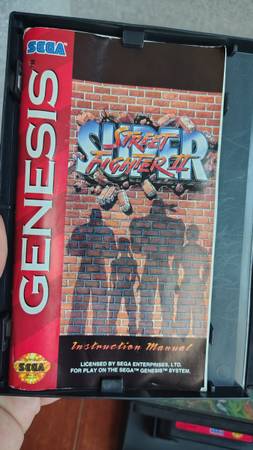 SEGA
GENESIS
SUPER
STREET
FIGHTER II
Instruction Manual
LICENSED BY SEGA ENTERPRISES, LTD.
FOR PLAY ON THE SEGA™ GENESIS™ SYSTEM.
SEGA